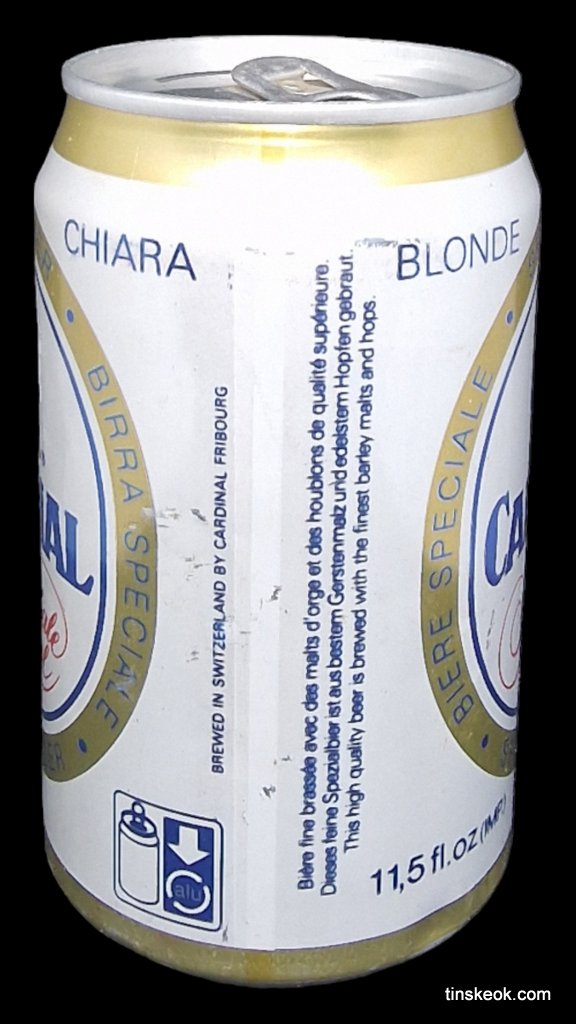 CHIARA
BLONDE
BIRRA SPECIALE
BIÈRE SPECIALE
BREWED IN SWITZERLAND BY CARDINAL FRIBOURG
Bière fine brassée avec des malts d'orge et des houblons de qualité supérieure.
Dieses feine Spezialbier ist aus bestem Gerstenmalz und edelstem Hopfen gebraut.
This high quality beer is brewed with the finest barley malts and hops.
alu
11,5 fl.oz (IMP)
tinskeok.com